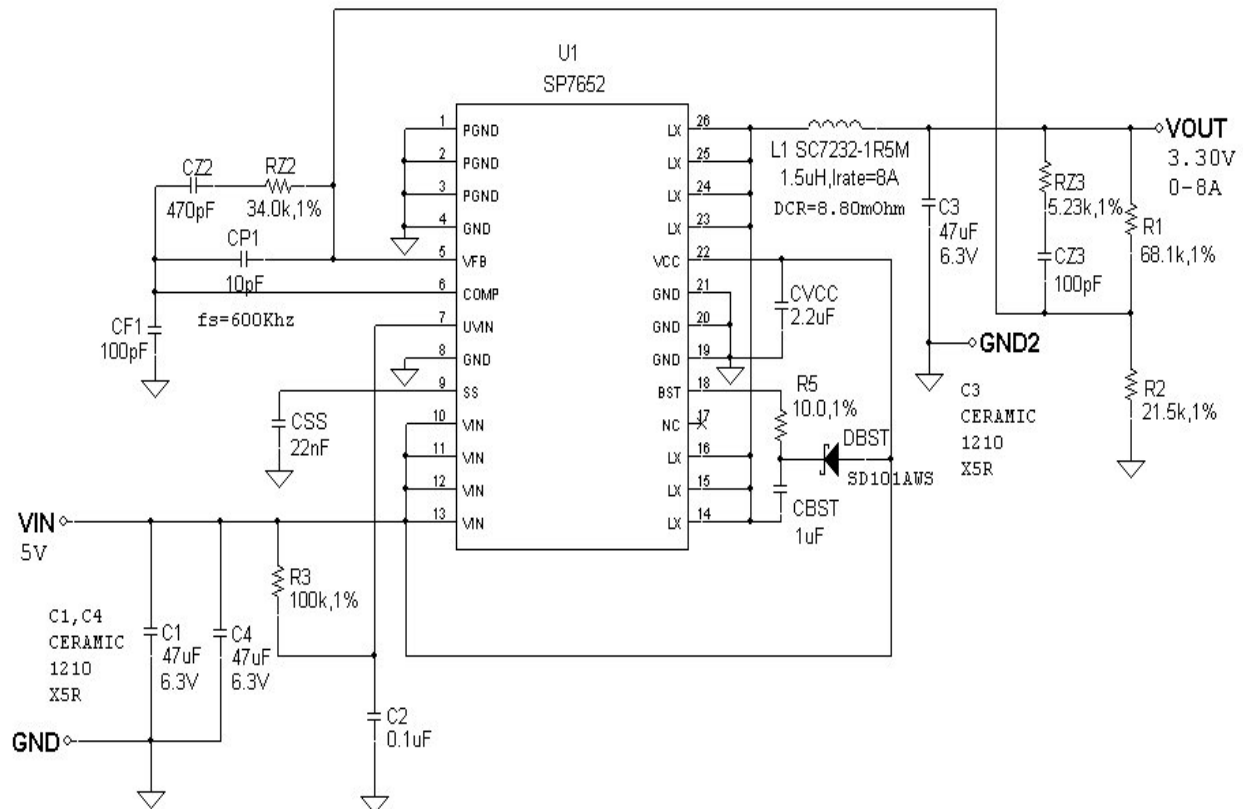 U1
SP7652
1 PGND
2 PGND
3 PGND
4 GND
5 VFB
6 COMP
7 UVIN
8 GND
9 SS
10 VIN
11 VIN
12 VIN
13 VIN
LX 26
LX 25
LX 24
LX 23
VCC 22
GND 21
GND 20
GND 19
BST 18
NC 17
LX 16
LX 15
LX 14
CZ2
470pF
RZ2
34.0k,1%
CP1
10pF
fs=600Khz
CF1
100pF
CSS
22nF
VIN
5V
R3
100k,1%
C1,C4
CERAMIC
1210
X5R
C1
47uF
6.3V
C4
47uF
6.3V
GND
C2
0.1uF
L1 SC7232-1R5M
1.5uH,Irate=8A
DCR=8.80mOhm
CVCC
2.2uF
R5
10.0,1%
DBST
SD101AWS
CBST
1uF
C3
47uF
6.3V
RZ3
5.23k,1%
CZ3
100pF
R1
68.1k,1%
VOUT
3.30V
0-8A
GND2
C3
CERAMIC
1210
X5R
R2
21.5k,1%